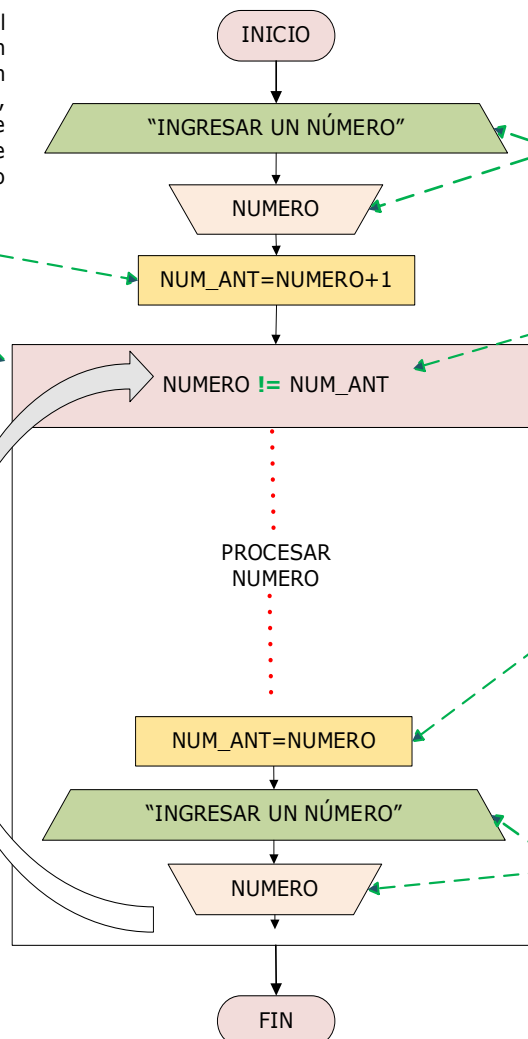 INICIO
“INGRESAR UN NÚMERO”
NUMERO
NUM_ANT=NUMERO+1
NUMERO != NUM_ANT
PROCESAR
NUMERO
NUM_ANT=NUMERO
“INGRESAR UN NÚMERO”
NUMERO
FIN